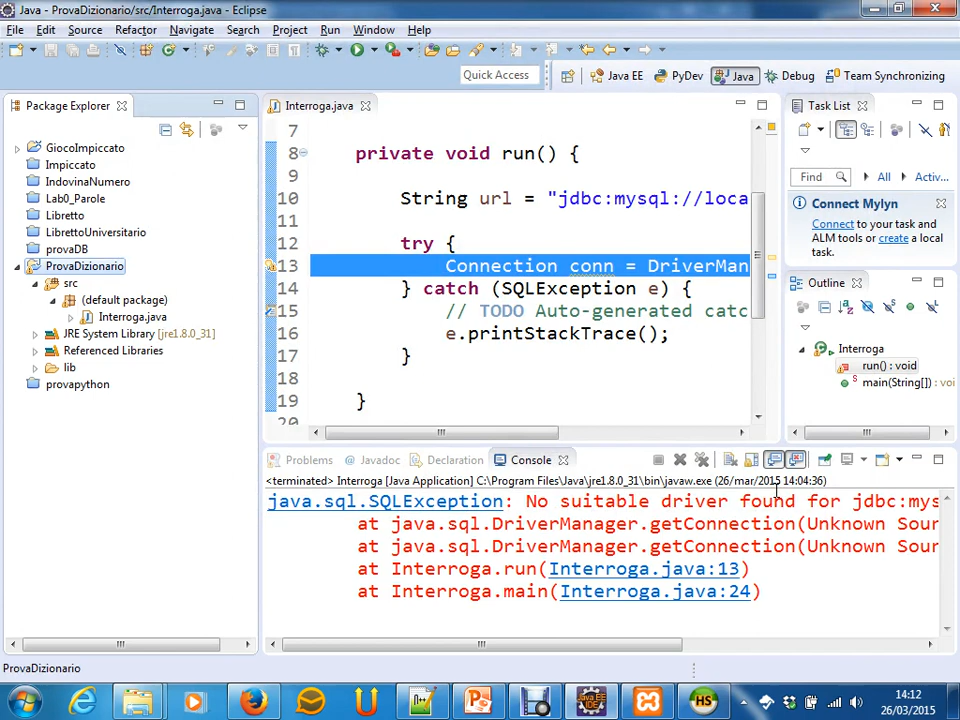 Java - ProvaDizionario/src/Interroga.java - Eclipse
File Edit Source Refactor Navigate Search Project Run Window Help
Quick Access
Java EE PyDev Java Debug Team Synchronizing
Package Explorer
GiocoImpiccato
Impiccato
IndovinaNumero
Lab0_Parole
Libretto
LibrettoUniversitario
provaDB
ProvaDizionario
src
(default package)
Interroga.java
JRE System Library [jre1.8.0_31]
Referenced Libraries
lib
provapython
Interroga.java
7
8 private void run() {
10 String url = "jdbc:mysql://loca
11
12 try {
13 Connection conn = DriverMan
14 } catch (SQLException e) {
15 // TODO Auto-generated catc
16 e.printStackTrace();
17 }
18
19 }
20
Task List
Find All Activ...
Connect Mylyn
Connect to your task and
ALM tools or create a local
task.
Outline
Interroga
run() : void
main(String[]) : voi
Problems Javadoc Declaration Console
<terminated> Interroga [Java Application] C:\Program Files\Java\jre1.8.0_31\bin\javaw.exe (26/mar/2015 14:04:36)
java.sql.SQLException: No suitable driver found for jdbc:mys
at java.sql.DriverManager.getConnection(Unknown Sour
at java.sql.DriverManager.getConnection(Unknown Sour
at Interroga.run(Interroga.java:13)
at Interroga.main(Interroga.java:24)
ProvaDizionario
HS
14:12
26/03/2015